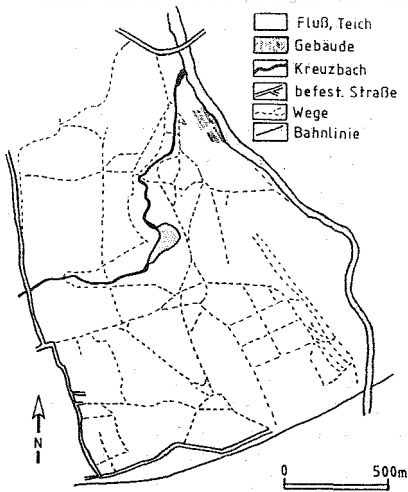 Fluß, Teich
Gebäude
Kreuzbach
befest. Straße
Wege
Bahnlinie
N
0 500m